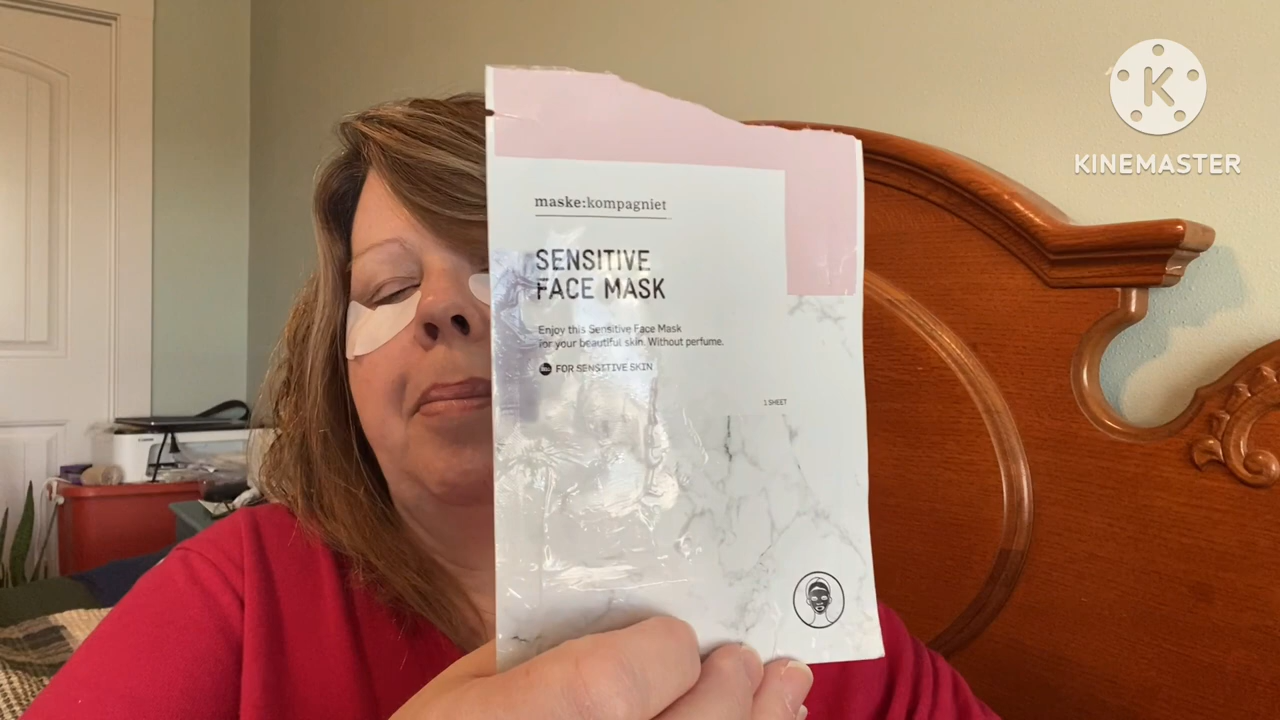 K
KINEMASTER
maske:kompagniet
SENSITIVE
FACE MASK
Enjoy this Sensitive Face Mask
for your beautiful skin. Without perfume.
FOR SENSITIVE SKIN
1 SHEET